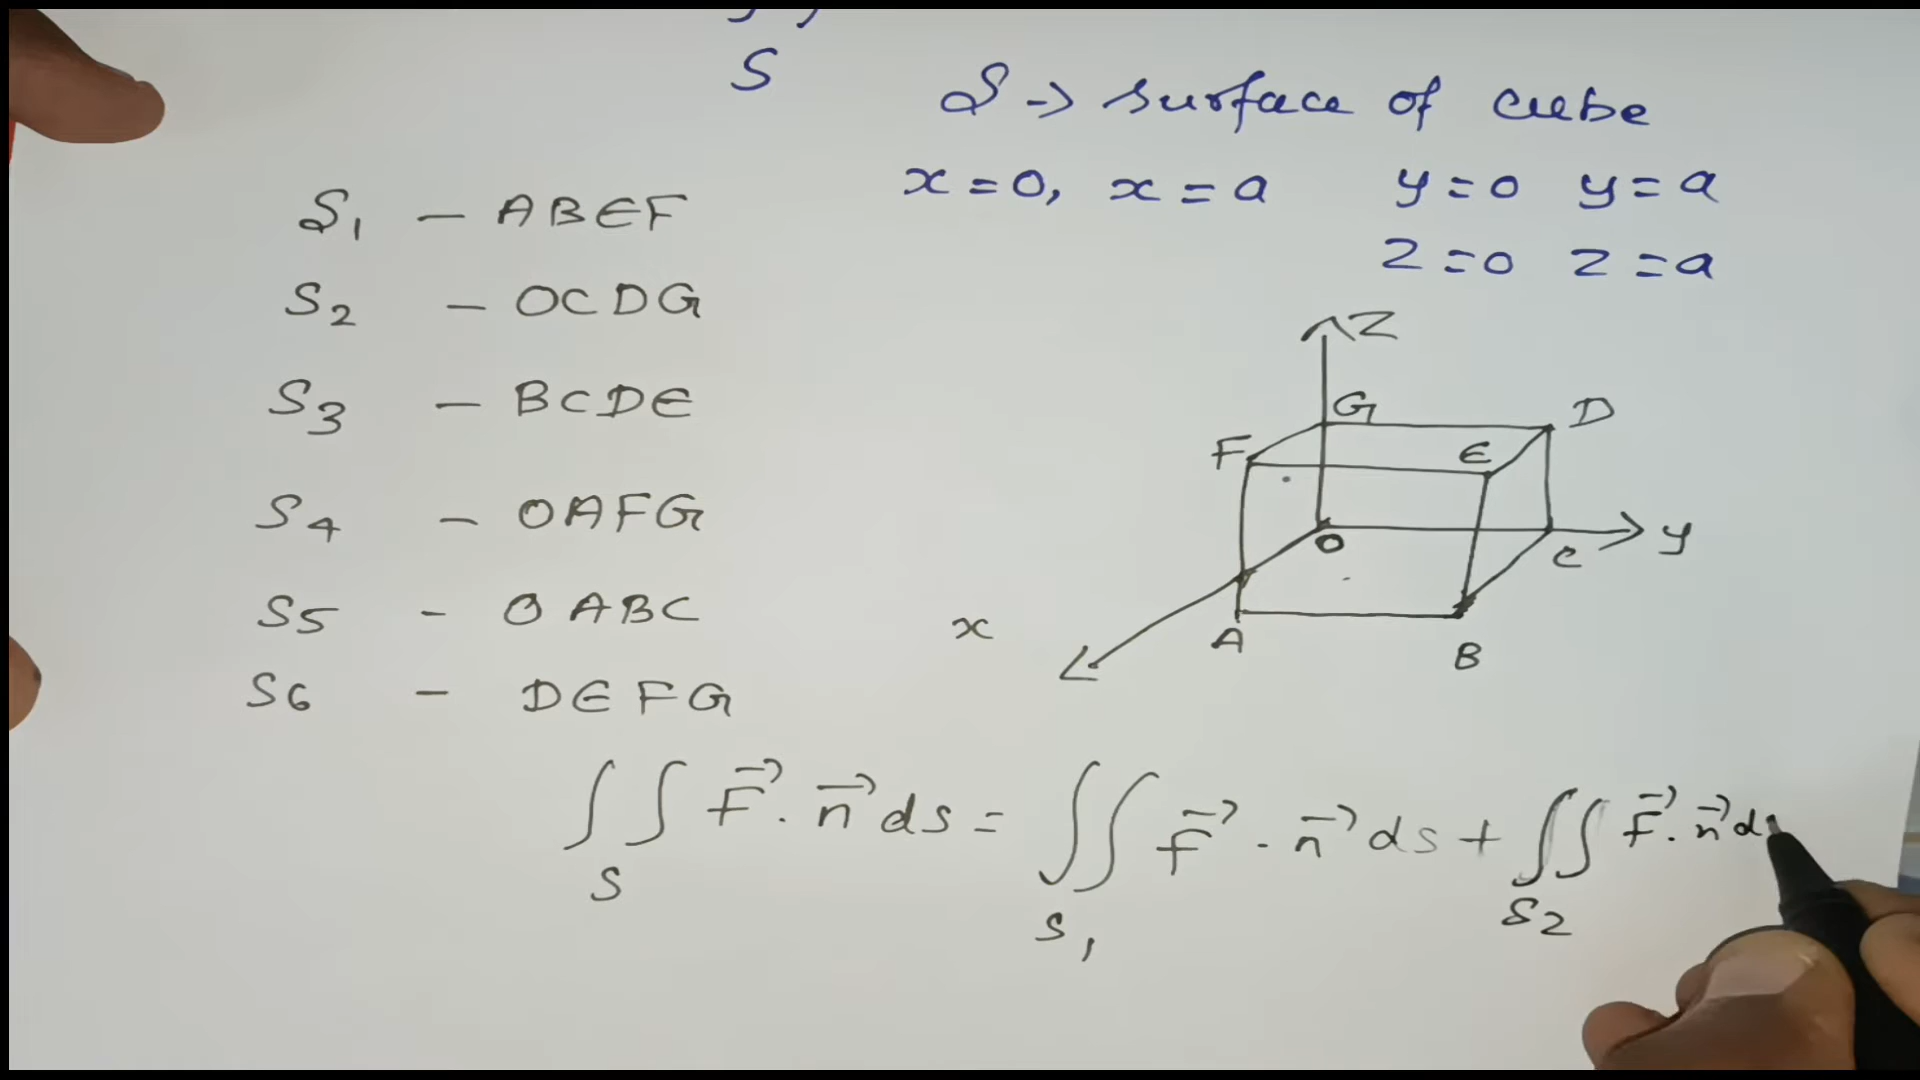 S
S → surface of cube
x = 0, x = a y = 0 y = a
z = 0 z = a
S₁ — ABEF
S₂ — OCDG
S₃ — BCDE
S₄ — OAFG
S₅ - OABC
S₆ - DEFG
z
G
D
F
E
O
C
y
x
A
B
∫∫ F⃗ . n⃗ ds = ∫∫ F⃗ . n⃗ ds + ∫∫ F⃗ . n⃗ d
S S₁ S₂